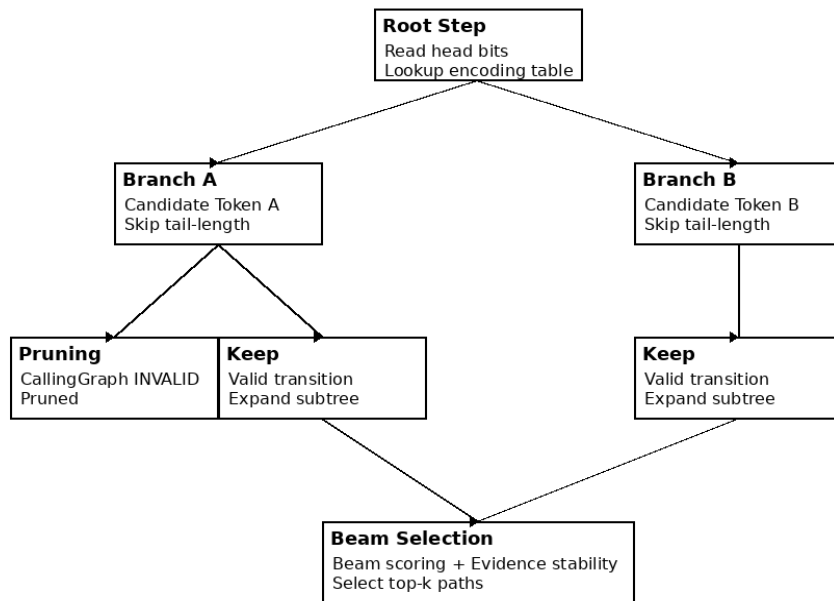 Root Step
Read head bits
Lookup encoding table
Branch A
Candidate Token A
Skip tail-length
Branch B
Candidate Token B
Skip tail-length
Pruning
CallingGraph INVALID
Pruned
Keep
Valid transition
Expand subtree
Keep
Valid transition
Expand subtree
Beam Selection
Beam scoring + Evidence stability
Select top-k paths